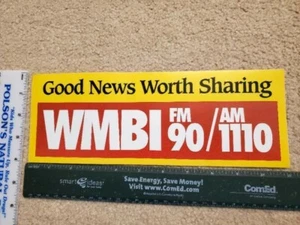 Good News Worth Sharing
WMBI FM 90/AM 1110
smart ideas
Save Energy, Save Money!
Visit www.ComEd.com
ComEd
POLSON'S NATURAL